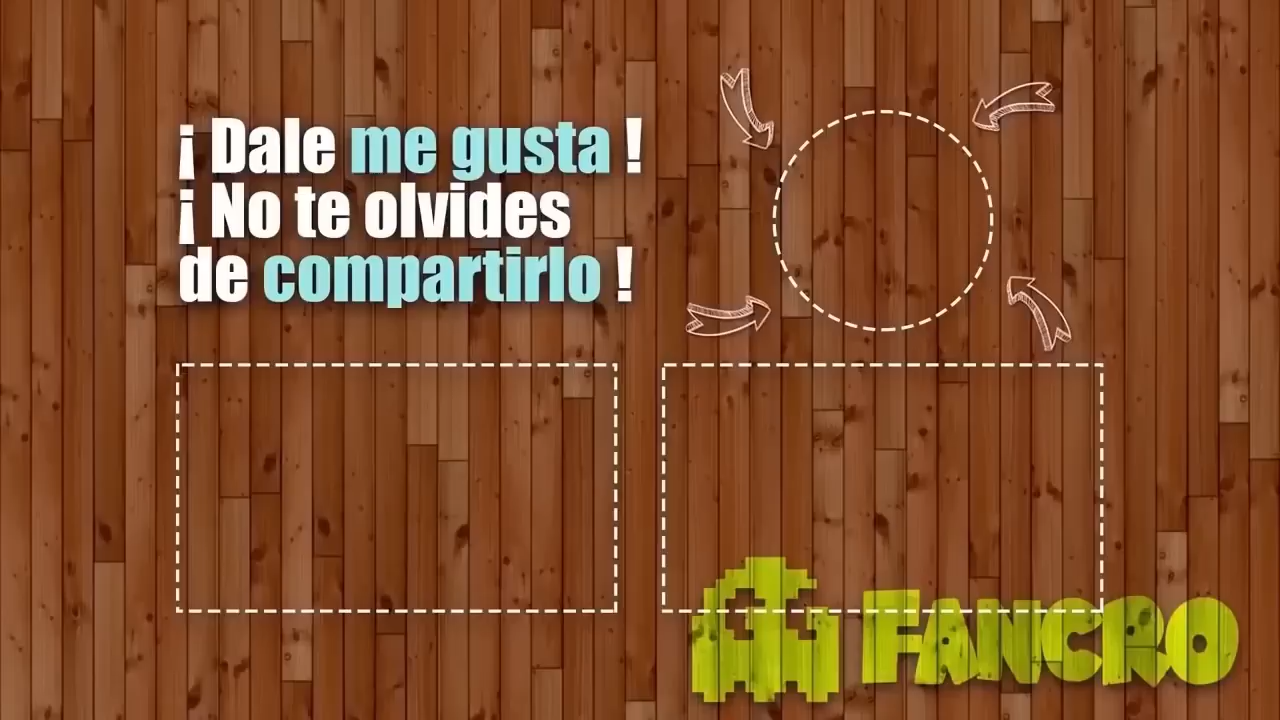 ¡ Dale me gusta !
¡ No te olvides
de compartirlo !
FANCRO